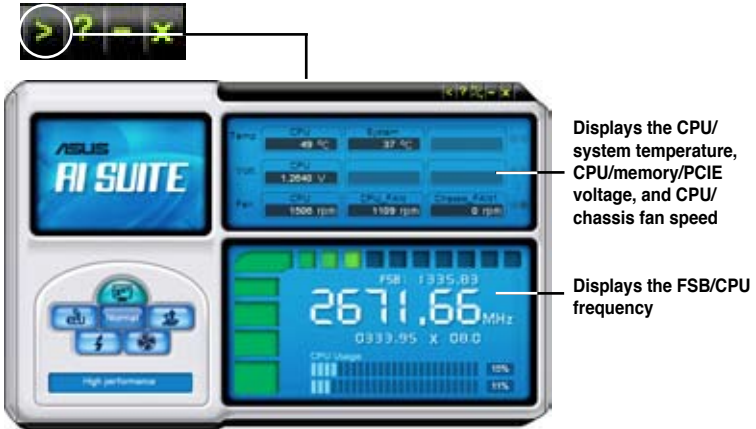 > ? - x
< ? °C °F - x
ASUS
AI SUITE
Temp CPU System
49 °C 37 °C
Volt CPU
1.2640 V
Fan CPU CPU_FAN Chassis_FAN1
1506 rpm 1109 rpm 0 rpm
Displays the CPU/
system temperature,
CPU/memory/PCIE
voltage, and CPU/
chassis fan speed
FSB: 1335.83
2671.66 MHz
0333.95 x 08.0
CPU Usage
10%
11%
Displays the FSB/CPU
frequency
Normal
High performance